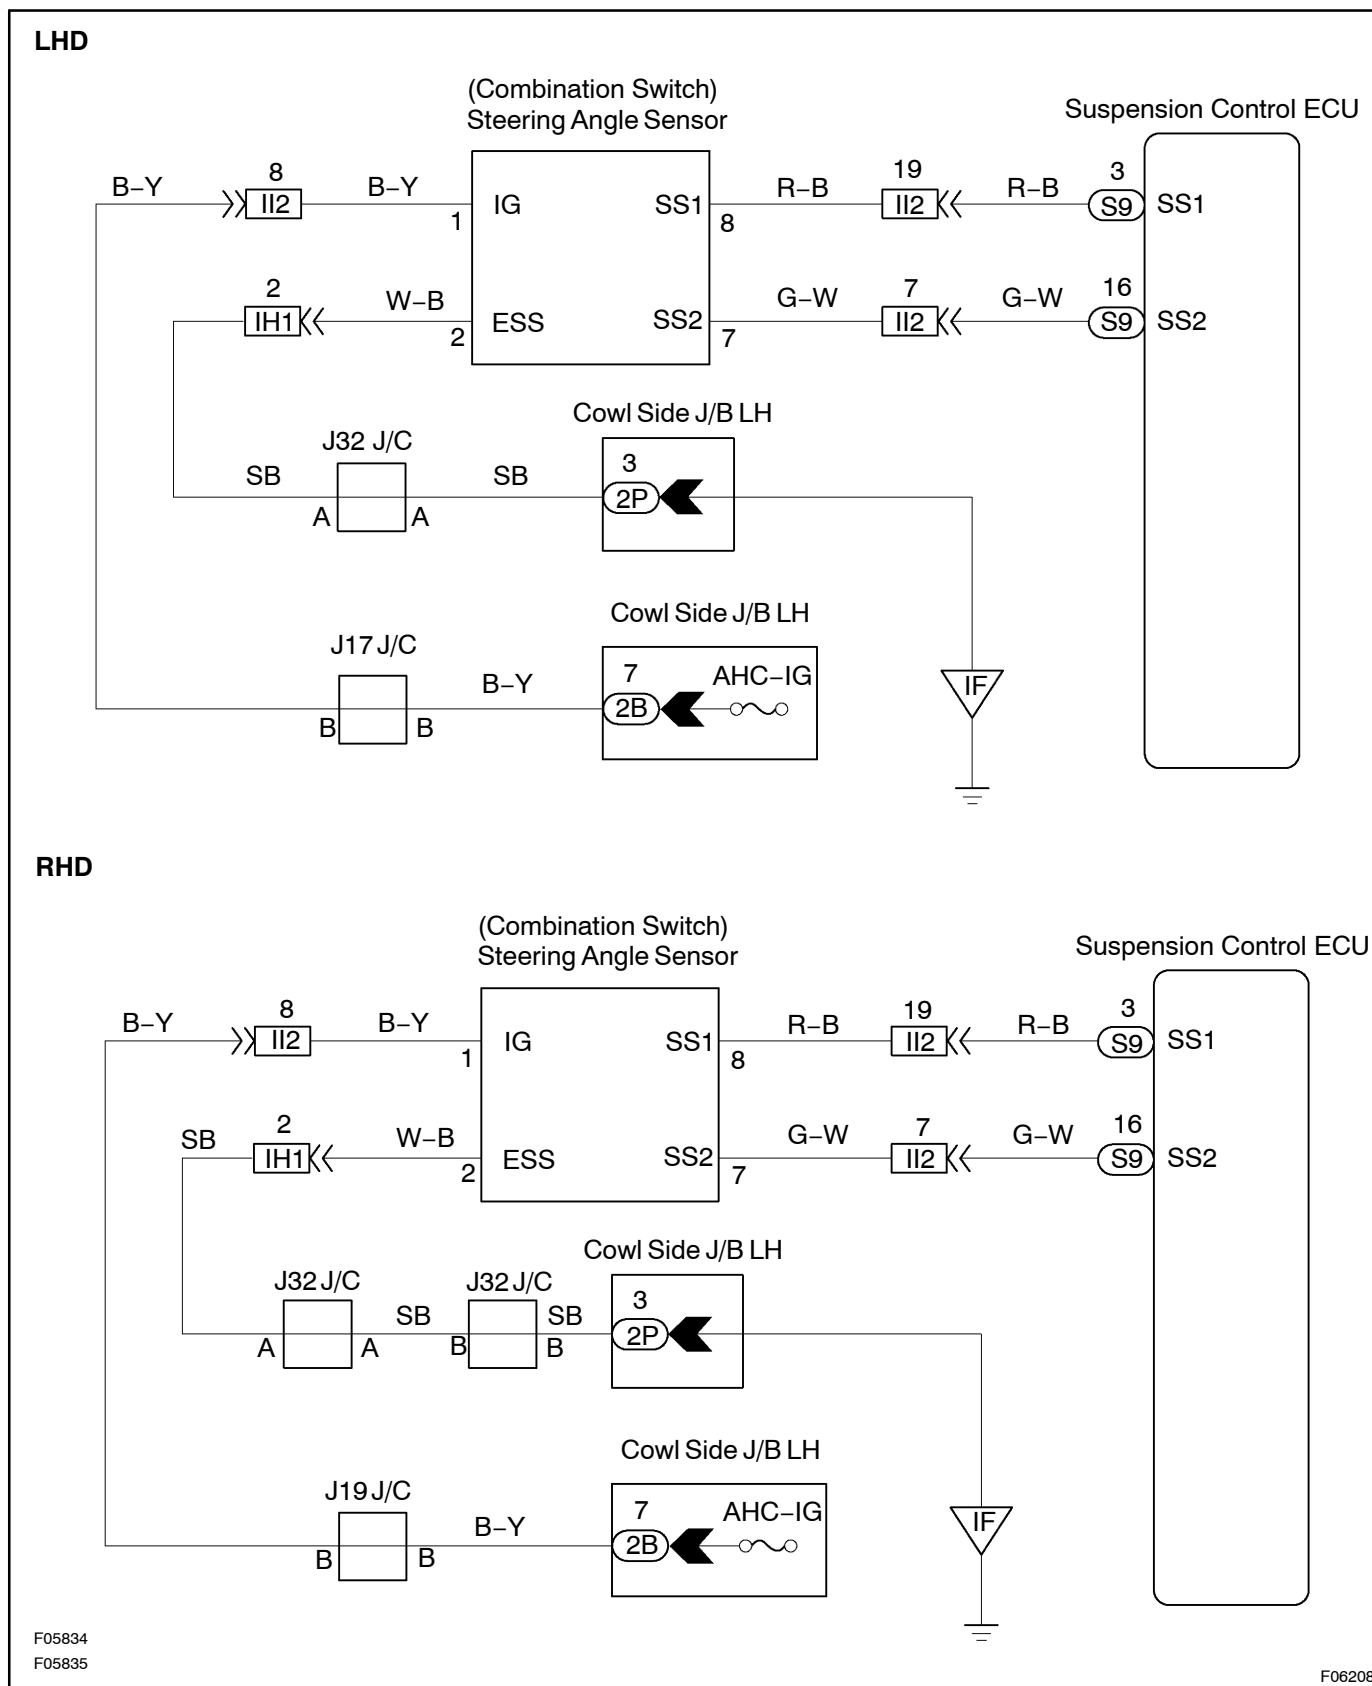 LHD
(Combination Switch)
Steering Angle Sensor
Suspension Control ECU
B–Y
8
II2
B–Y
1
IG
SS1
8
R–B
19
II2
R–B
3
S9
SS1
2
IH1
W–B
2
ESS
SS2
7
G–W
7
II2
G–W
16
S9
SS2
Cowl Side J/B LH
J32 J/C
SB
A
A
SB
3
2P
Cowl Side J/B LH
J17 J/C
B
B
B–Y
7
2B
AHC–IG
IF
RHD
(Combination Switch)
Steering Angle Sensor
Suspension Control ECU
B–Y
8
II2
B–Y
1
IG
SS1
8
R–B
19
II2
R–B
3
S9
SS1
SB
2
IH1
W–B
2
ESS
SS2
7
G–W
7
II2
G–W
16
S9
SS2
Cowl Side J/B LH
J32 J/C
A
A
SB
J32 J/C
B
B
SB
3
2P
Cowl Side J/B LH
J19 J/C
B
B
B–Y
7
2B
AHC–IG
IF
F05834
F05835
F06208